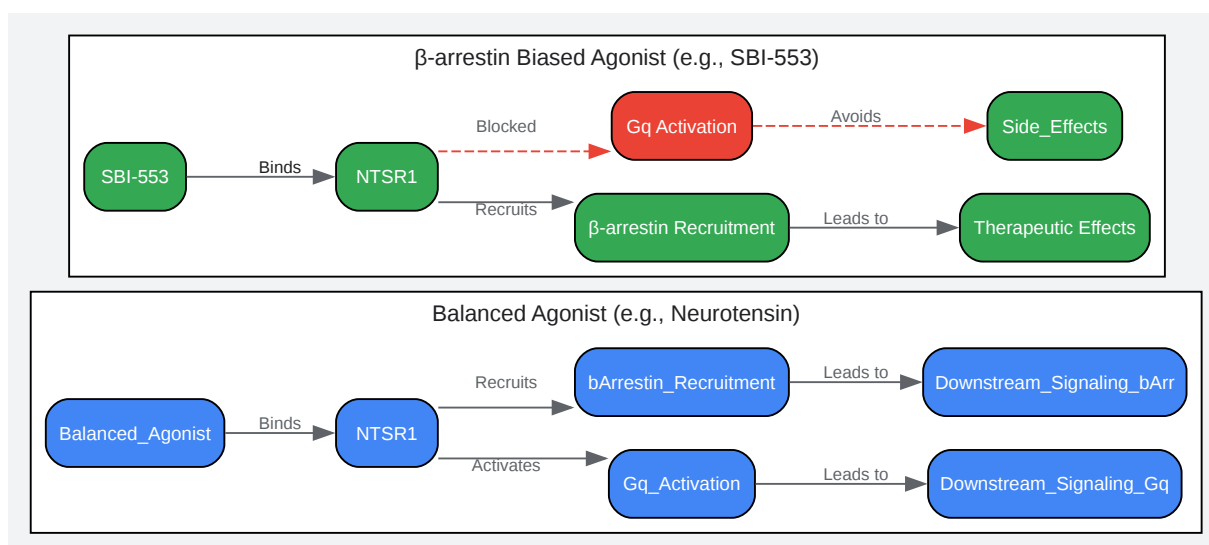 β-arrestin Biased Agonist (e.g., SBI-553)
SBI-553
Binds
NTSR1
Blocked
Gq Activation
Avoids
Side_Effects
Recruits
β-arrestin Recruitment
Leads to
Therapeutic Effects
Balanced Agonist (e.g., Neurotensin)
Balanced_Agonist
Binds
NTSR1
Recruits
bArrestin_Recruitment
Leads to
Downstream_Signaling_bArr
Activates
Gq_Activation
Leads to
Downstream_Signaling_Gq